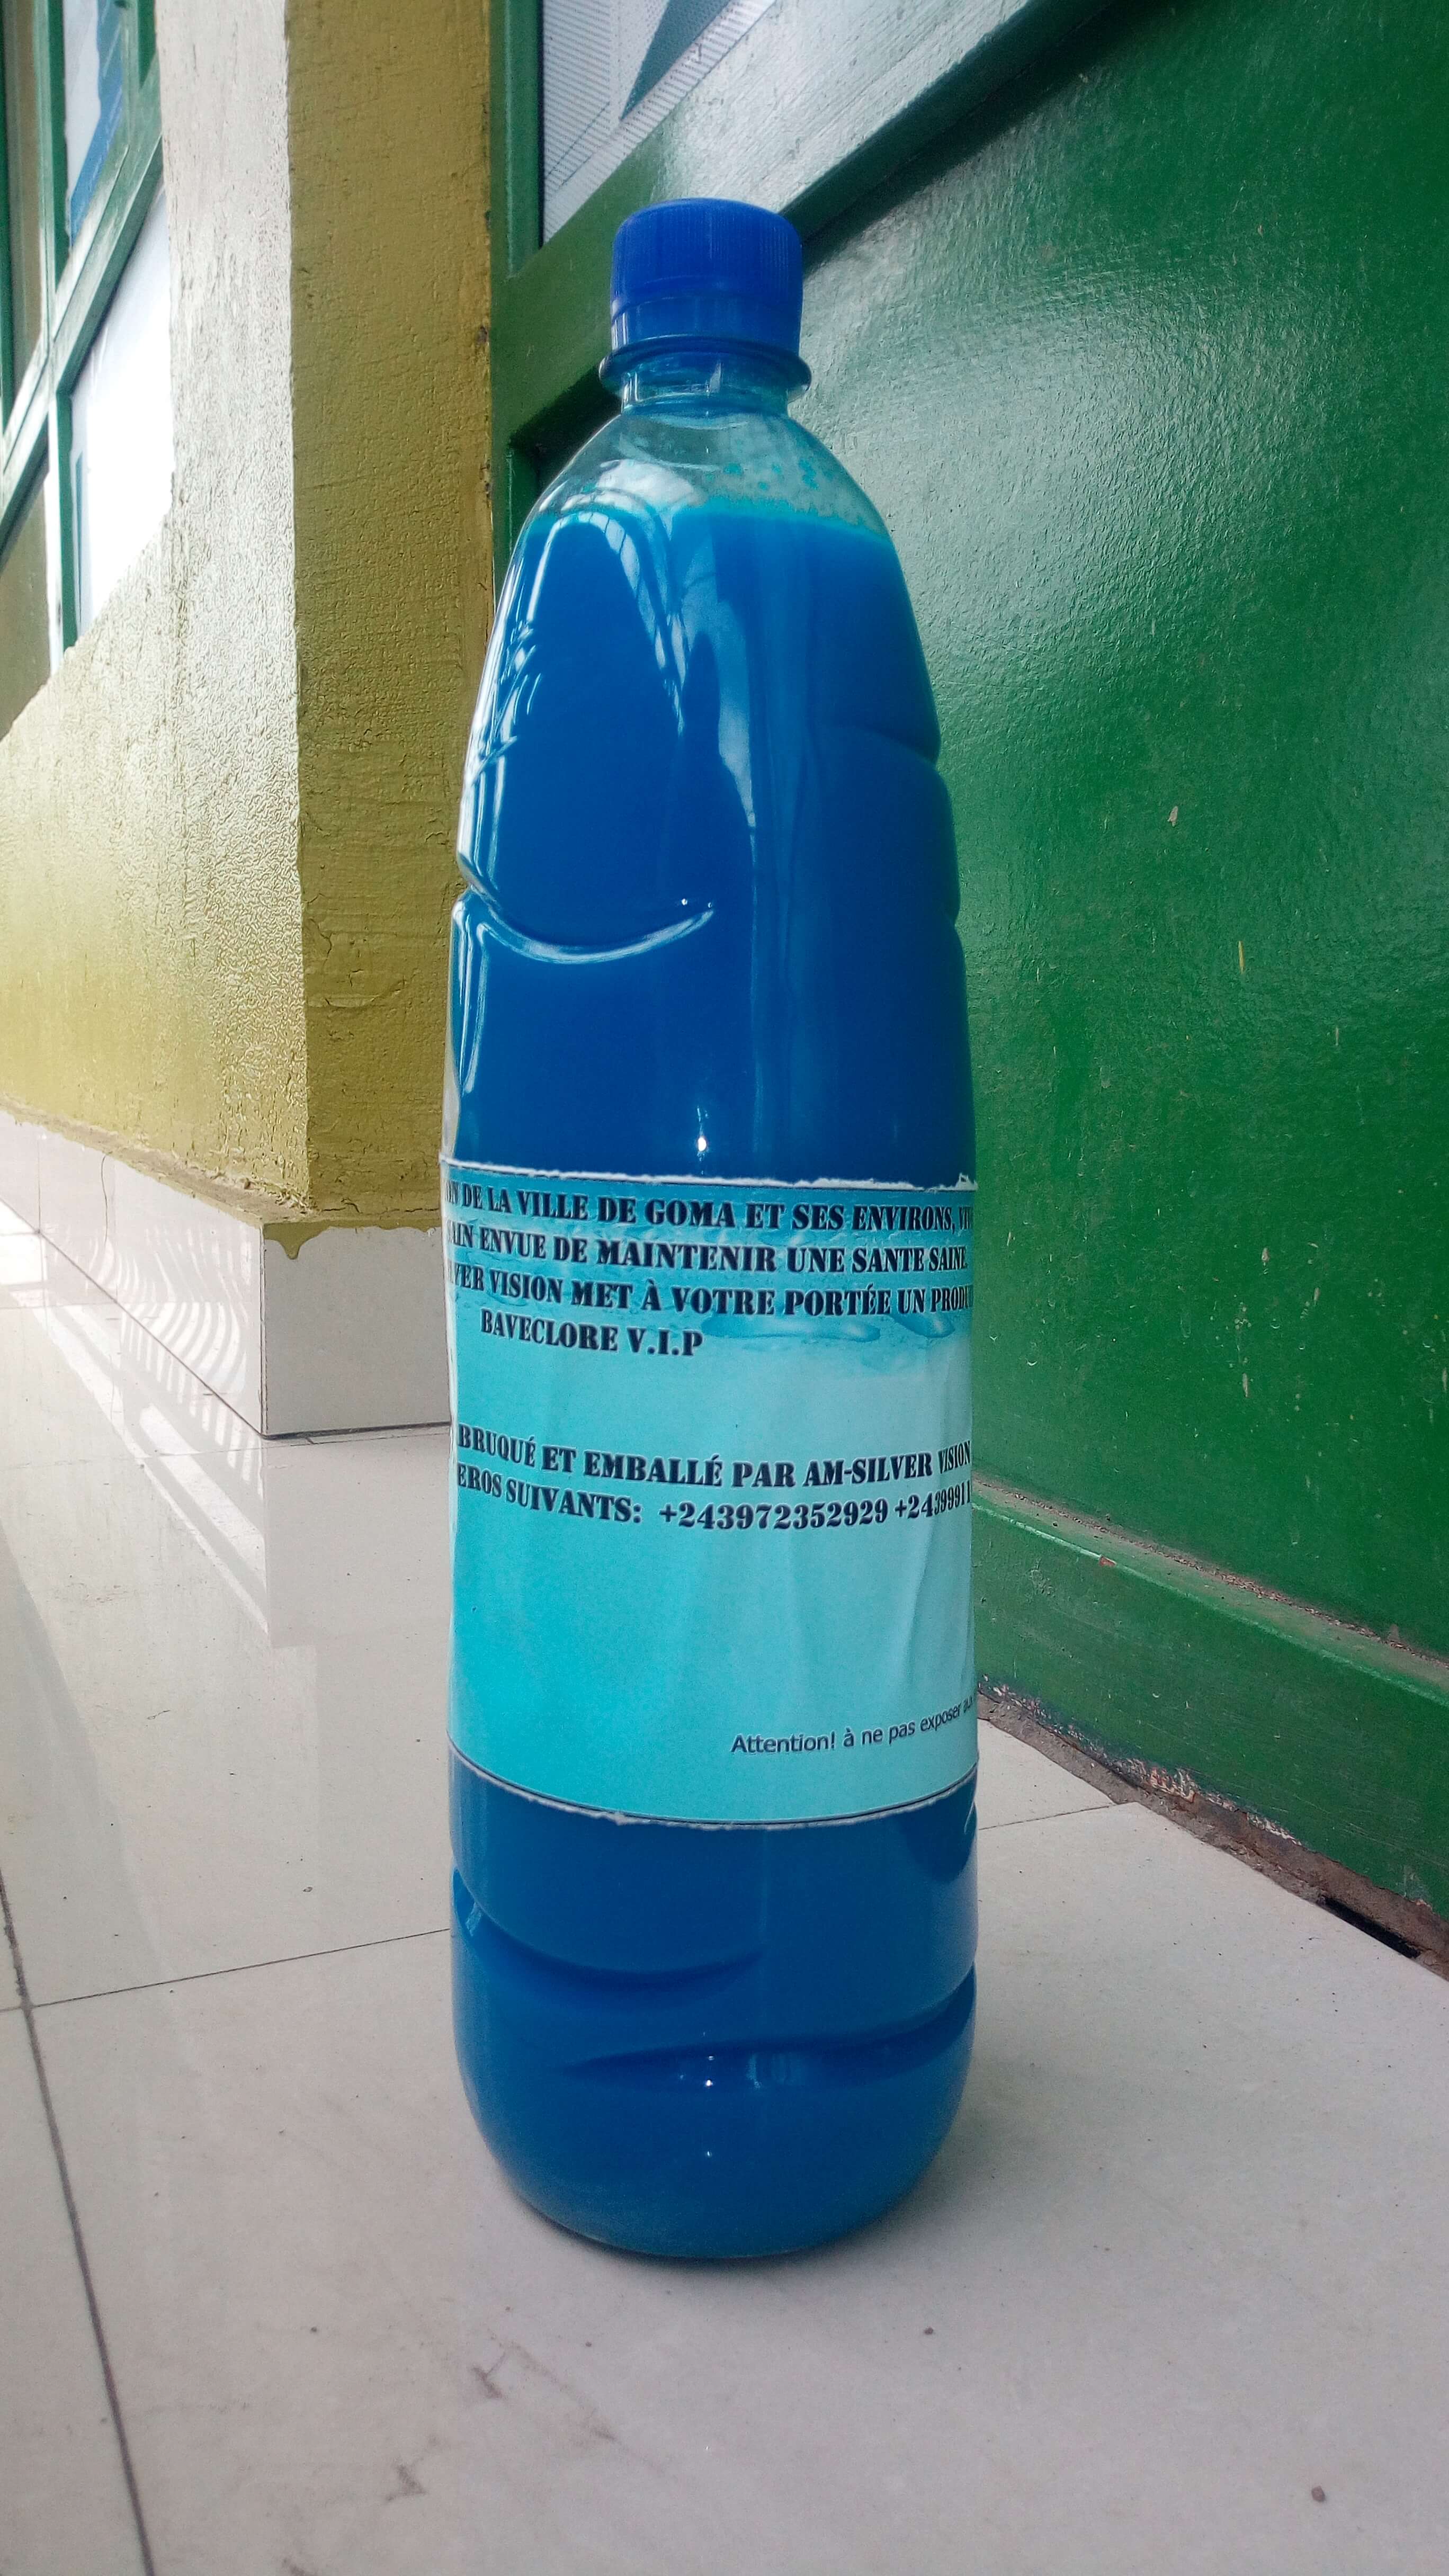 DE LA VILLE DE GOMA ET SES ENVIRONS,
ENVUE DE MAINTENIR UNE SANTE SAINE.
VISION MET À VOTRE PORTÉE UN
BAVECLORE V.I.P
BRUQUÉ ET EMBALLÉ PAR AM-SILVER VISION
EROS SUIVANTS: +243972352929
Attention! à ne pas exposer